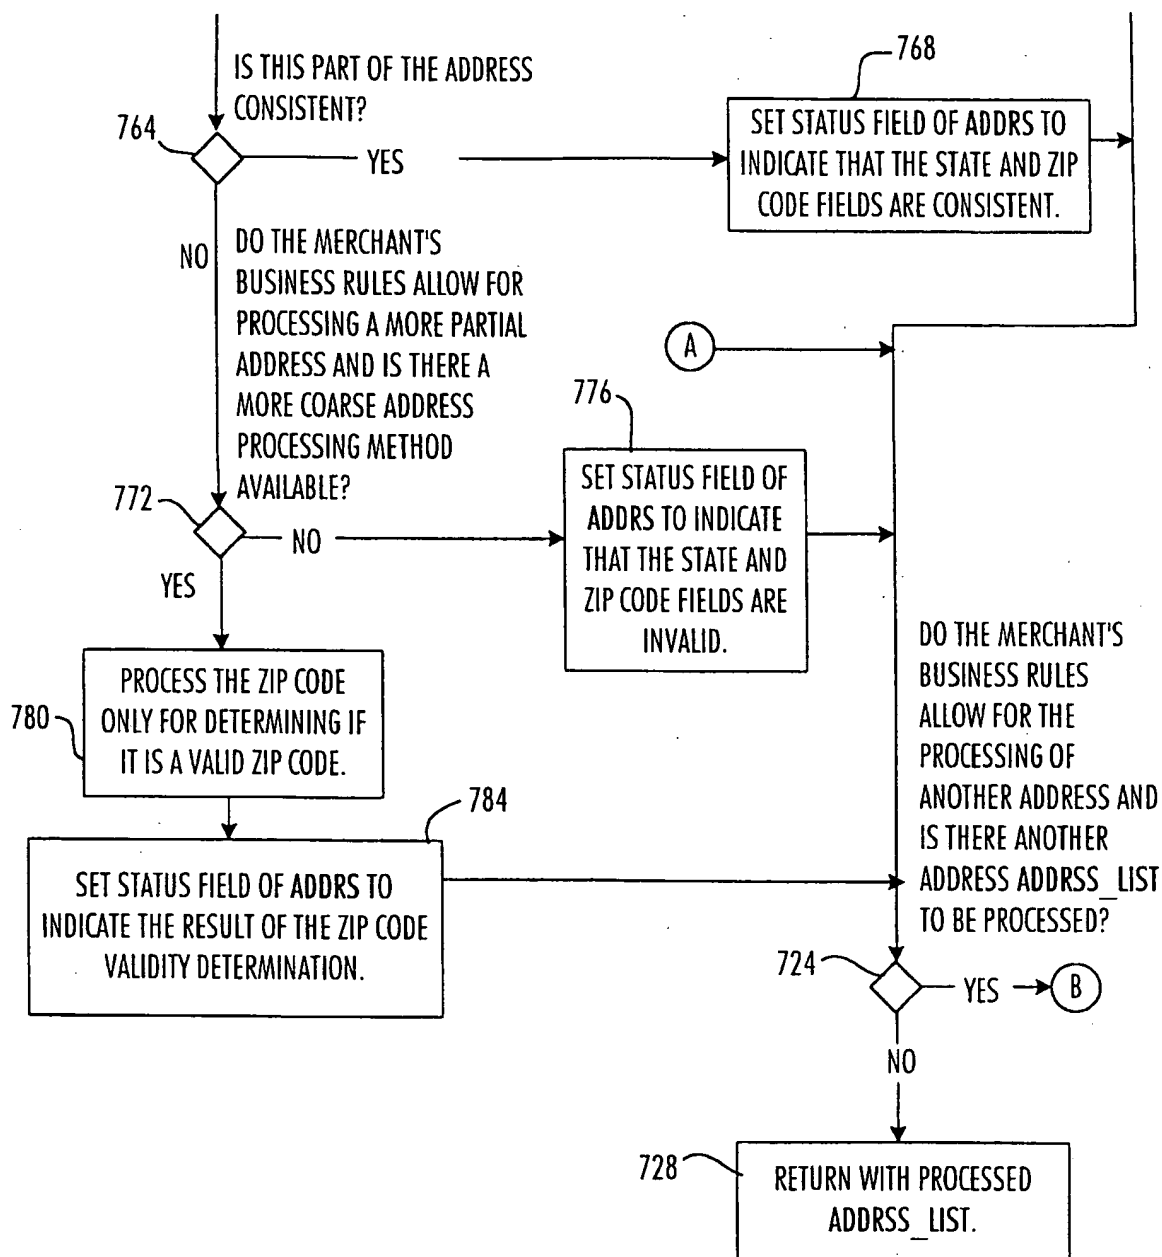 IS THIS PART OF THE ADDRESS
CONSISTENT?
764
YES
768
SET STATUS FIELD OF ADDRS TO
INDICATE THAT THE STATE AND ZIP
CODE FIELDS ARE CONSISTENT.
NO
DO THE MERCHANT'S
BUSINESS RULES ALLOW FOR
PROCESSING A MORE PARTIAL
ADDRESS AND IS THERE A
MORE COARSE ADDRESS
PROCESSING METHOD
AVAILABLE?
A
772
NO
776
SET STATUS FIELD OF
ADDRS TO INDICATE
THAT THE STATE AND
ZIP CODE FIELDS ARE
INVALID.
YES
780
PROCESS THE ZIP CODE
ONLY FOR DETERMINING IF
IT IS A VALID ZIP CODE.
784
SET STATUS FIELD OF ADDRS TO
INDICATE THE RESULT OF THE ZIP CODE
VALIDITY DETERMINATION.
DO THE MERCHANT'S
BUSINESS RULES
ALLOW FOR THE
PROCESSING OF
ANOTHER ADDRESS AND
IS THERE ANOTHER
ADDRESS ADDRSS_LIST
TO BE PROCESSED?
724
YES
B
NO
728
RETURN WITH PROCESSED
ADDRSS_LIST.